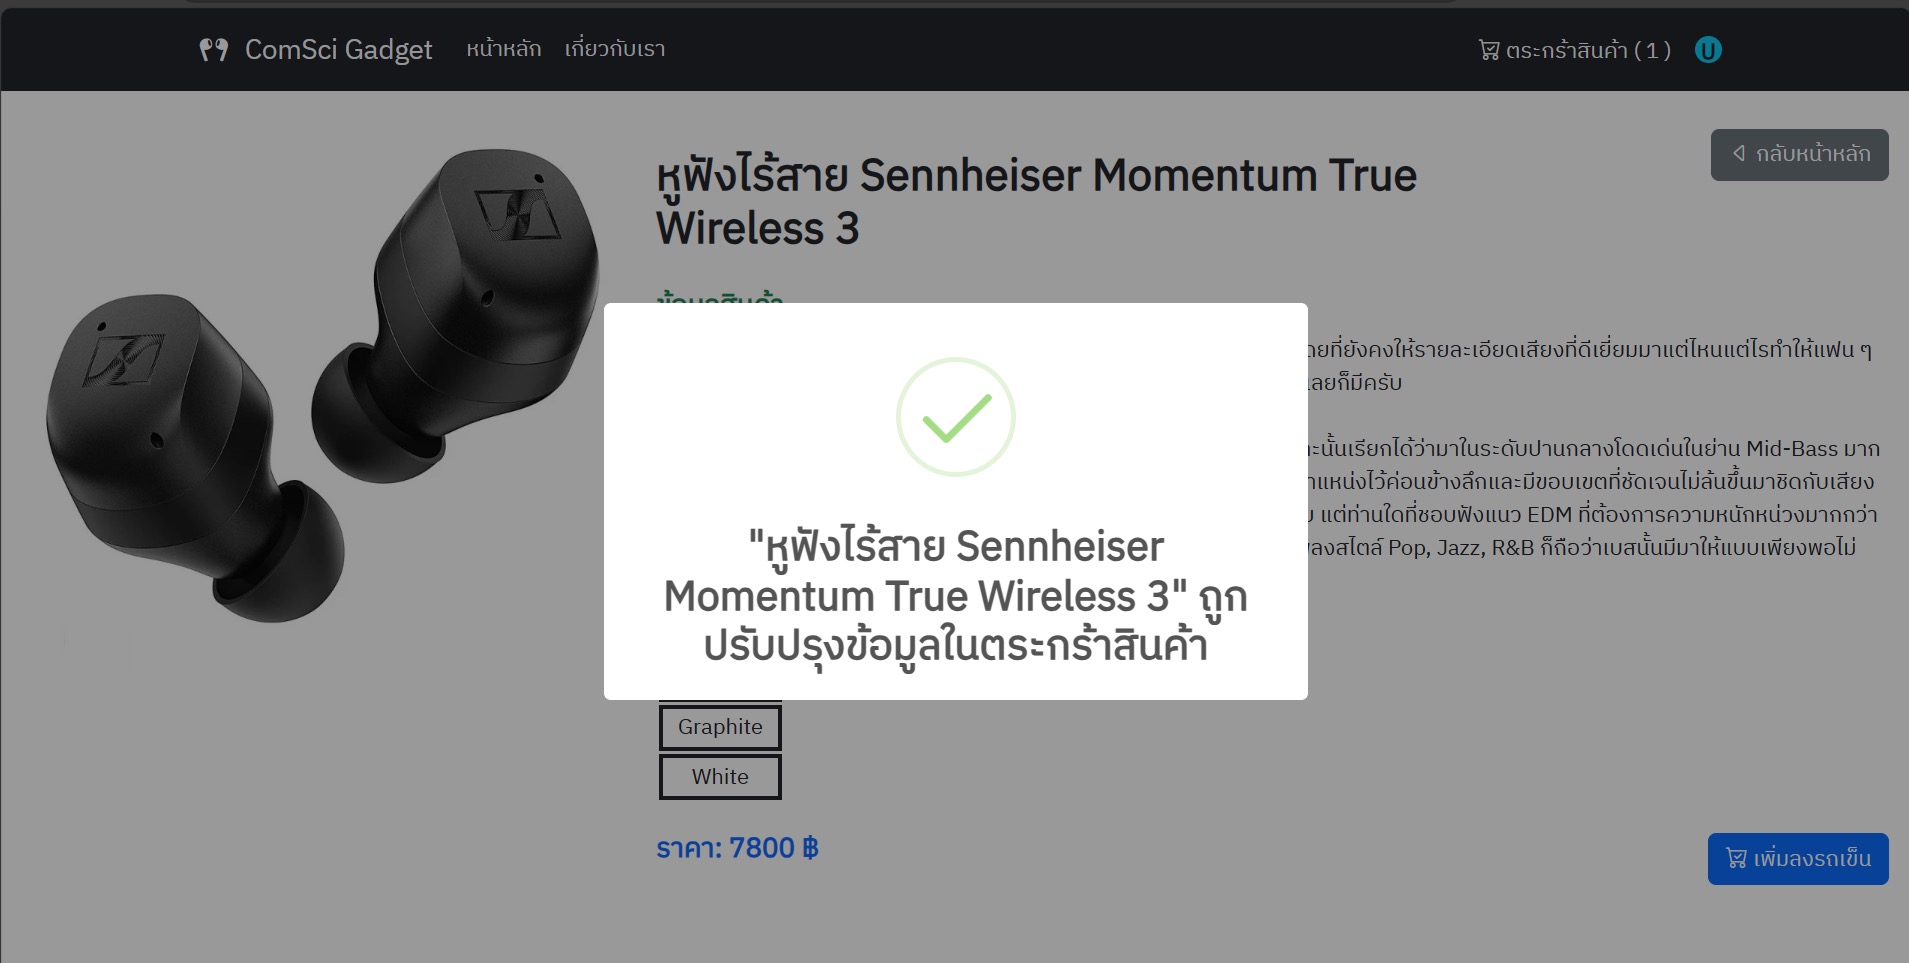 ComSci Gadget หน้าหลัก เกี่ยวกับเรา ตระกร้าสินค้า ( 1 ) U
กลับหน้าหลัก
หูฟังไร้สาย Sennheiser Momentum True
Wireless 3
ดยที่ยังคงให้รายละเอียดเสียงที่ดีเยี่ยมมาแต่ไหนแต่ไรทำให้แฟน ๆ
ลยก็มีครับ
ะนั้นเรียกได้ว่ามาในระดับปานกลางโดดเด่นในย่าน Mid-Bass มาก
าแหน่งไว้ค่อนข้างลึกและมีขอบเขตที่ชัดเจนไม่ล้นขึ้นมาชิดกับเสียง
แต่ท่านใดที่ชอบฟังแนว EDM ที่ต้องการความหนักหน่วงมากกว่า
ลงสไตล์ Pop, Jazz, R&B ก็ถือว่าเบสนั้นมีมาให้แบบเพียงพอไม่
"หูฟังไร้สาย Sennheiser
Momentum True Wireless 3" ถูก
ปรับปรุงข้อมูลในตระกร้าสินค้า
Graphite
White
ราคา: 7800 ฿
เพิ่มลงรถเข็น